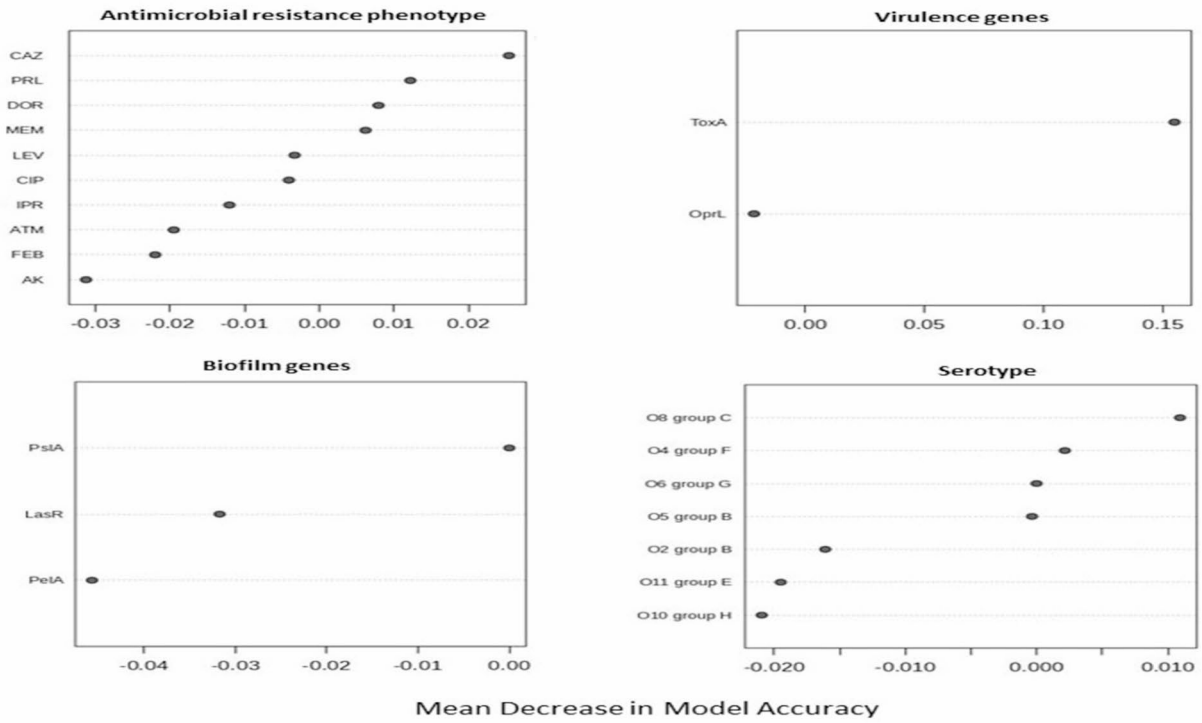 Antimicrobial resistance phenotype
CAZ
PRL
DOR
MEM
LEV
CIP
IPR
ATM
FEB
AK
-0.03 -0.02 -0.01 0.00 0.01 0.02
Virulence genes
ToxA
OprL
0.00 0.05 0.10 0.15
Biofilm genes
PslA
LasR
PelA
-0.04 -0.03 -0.02 -0.01 0.00
Serotype
O8 group C
O4 group F
O6 group G
O5 group B
O2 group B
O11 group E
O10 group H
-0.020 -0.010 0.000 0.010
Mean Decrease in Model Accuracy